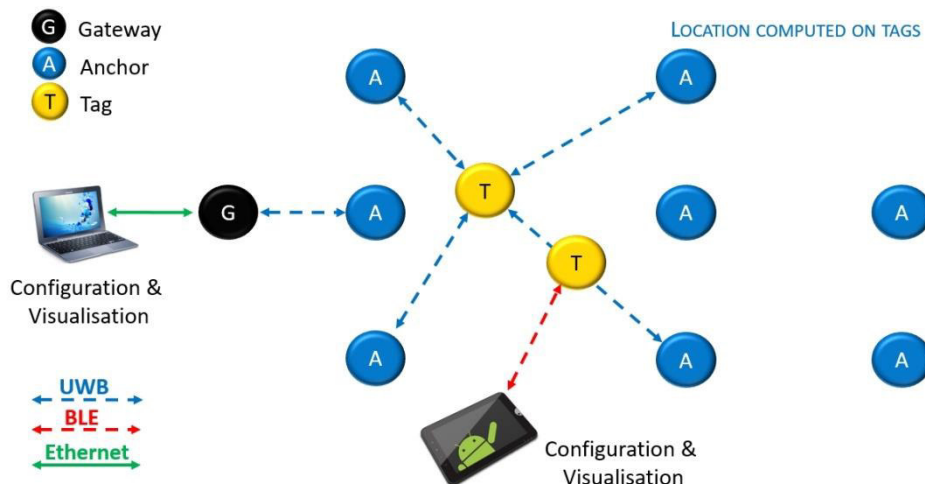 G Gateway
LOCATION COMPUTED ON TAGS
A Anchor
T Tag
A A
T
G A A A
T
Configuration &
Visualisation
A A A
UWB
BLE
Ethernet
Configuration &
Visualisation